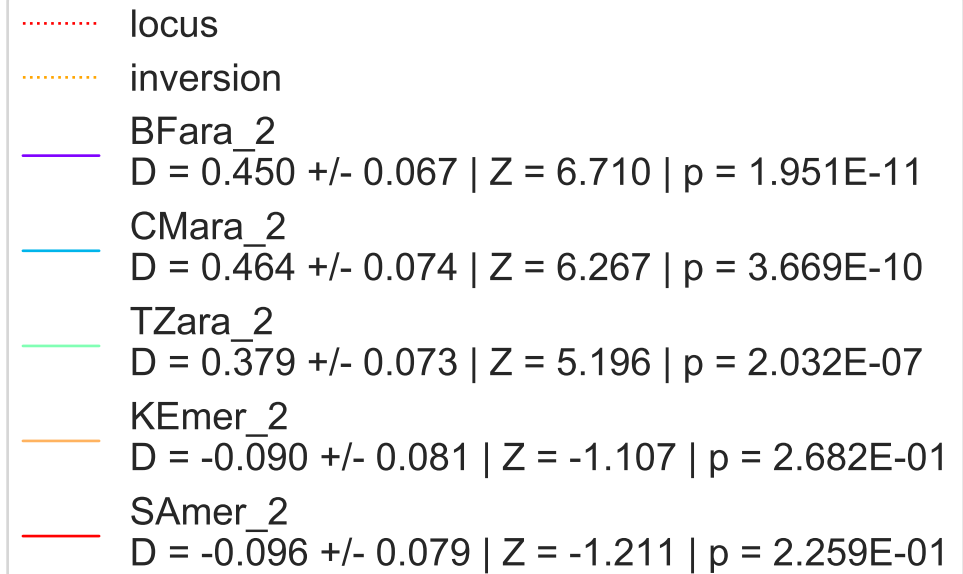 locus
inversion
BFara_2
D = 0.450 +/- 0.067 | Z = 6.710 | p = 1.951E-11
CMara_2
D = 0.464 +/- 0.074 | Z = 6.267 | p = 3.669E-10
TZara_2
D = 0.379 +/- 0.073 | Z = 5.196 | p = 2.032E-07
KEmer_2
D = -0.090 +/- 0.081 | Z = -1.107 | p = 2.682E-01
SAmer_2
D = -0.096 +/- 0.079 | Z = -1.211 | p = 2.259E-01